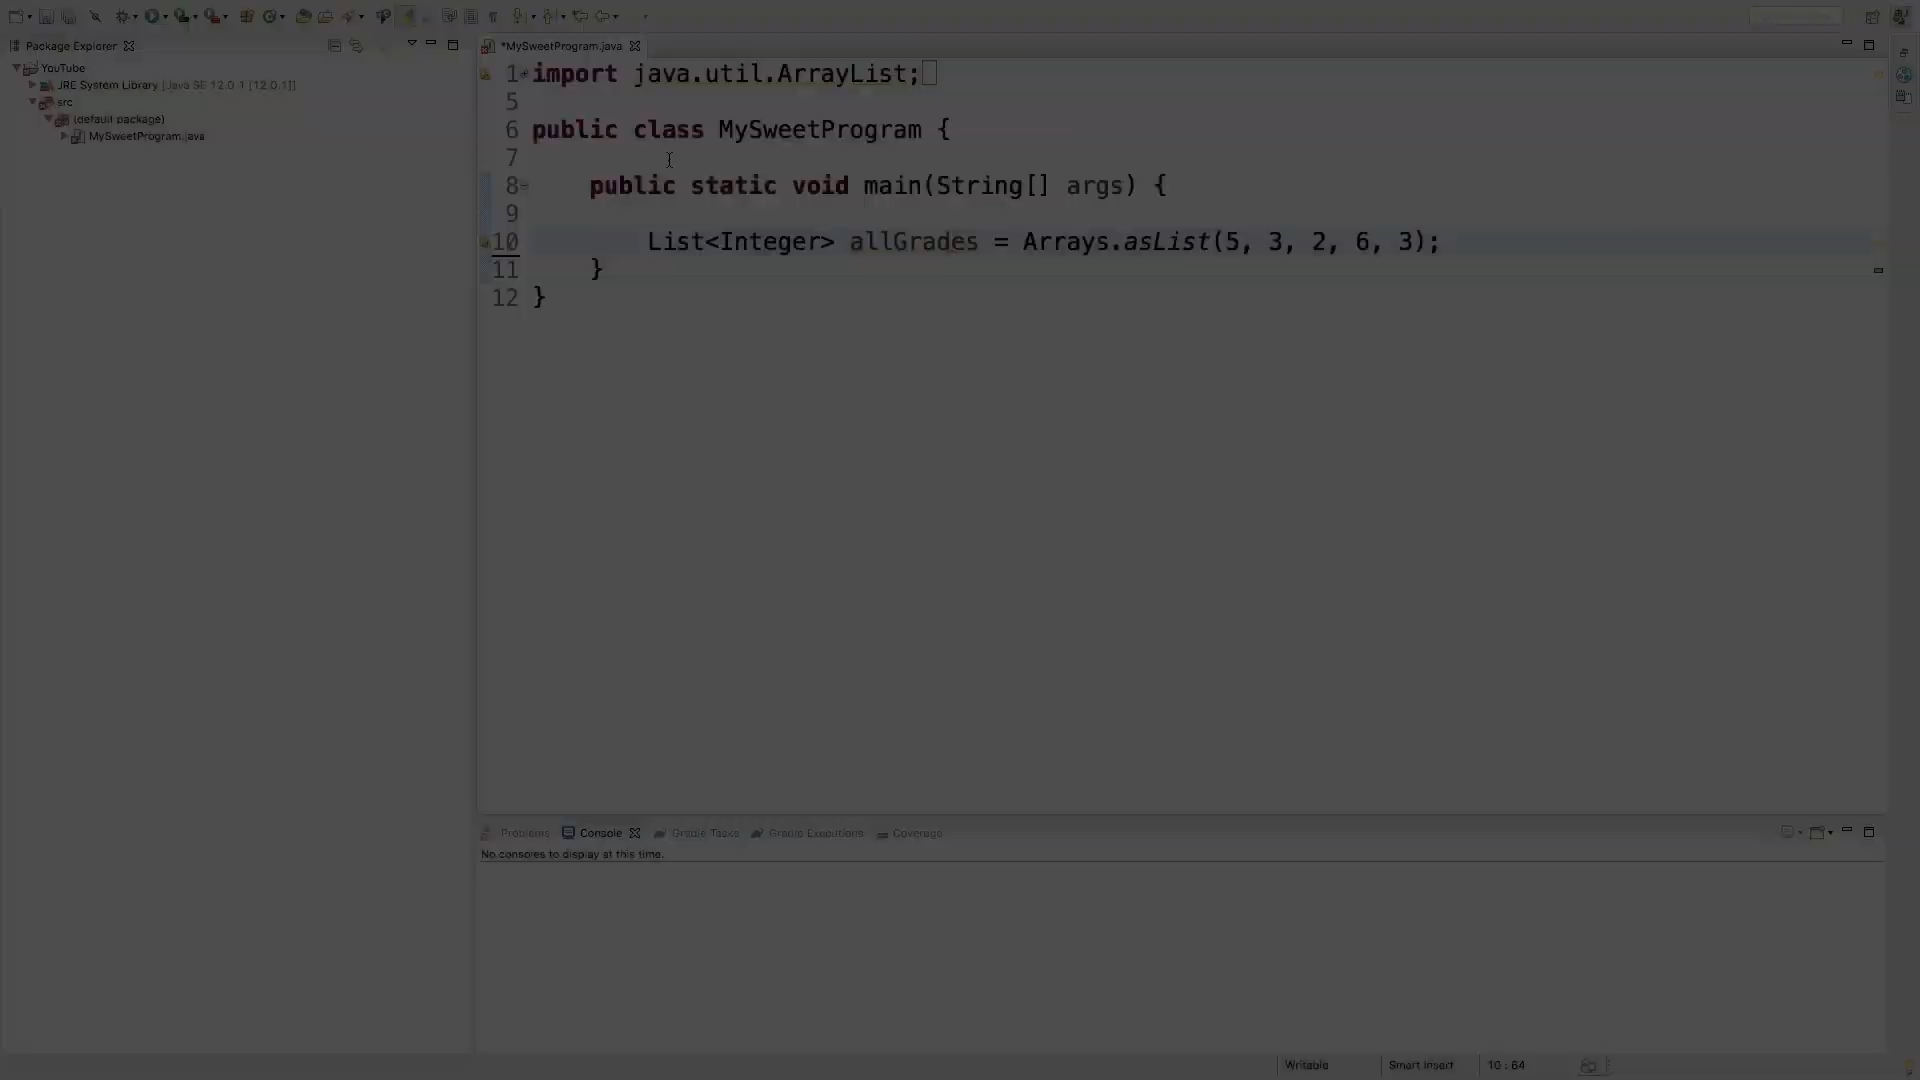 Package Explorer
*MySweetProgram.java
YouTube
JRE System Library [Java SE 12.0.1 [12.0.1]]
src
(default package)
MySweetProgram.java
1 import java.util.ArrayList;
5
6 public class MySweetProgram {
7
8 public static void main(String[] args) {
9
10 List<Integer> allGrades = Arrays.asList(5, 3, 2, 6, 3);
11 }
12 }
Problems Console Gradle Tasks Gradle Executions Coverage
No consoles to display at this time.
Writable Smart Insert 10 : 64